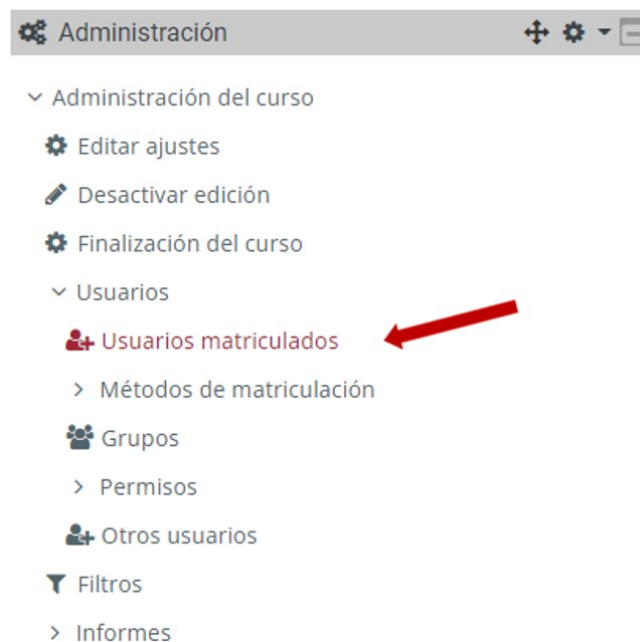 Administración
Administración del curso
Editar ajustes
Desactivar edición
Finalización del curso
Usuarios
Usuarios matriculados
Métodos de matriculación
Grupos
Permisos
Otros usuarios
Filtros
Informes